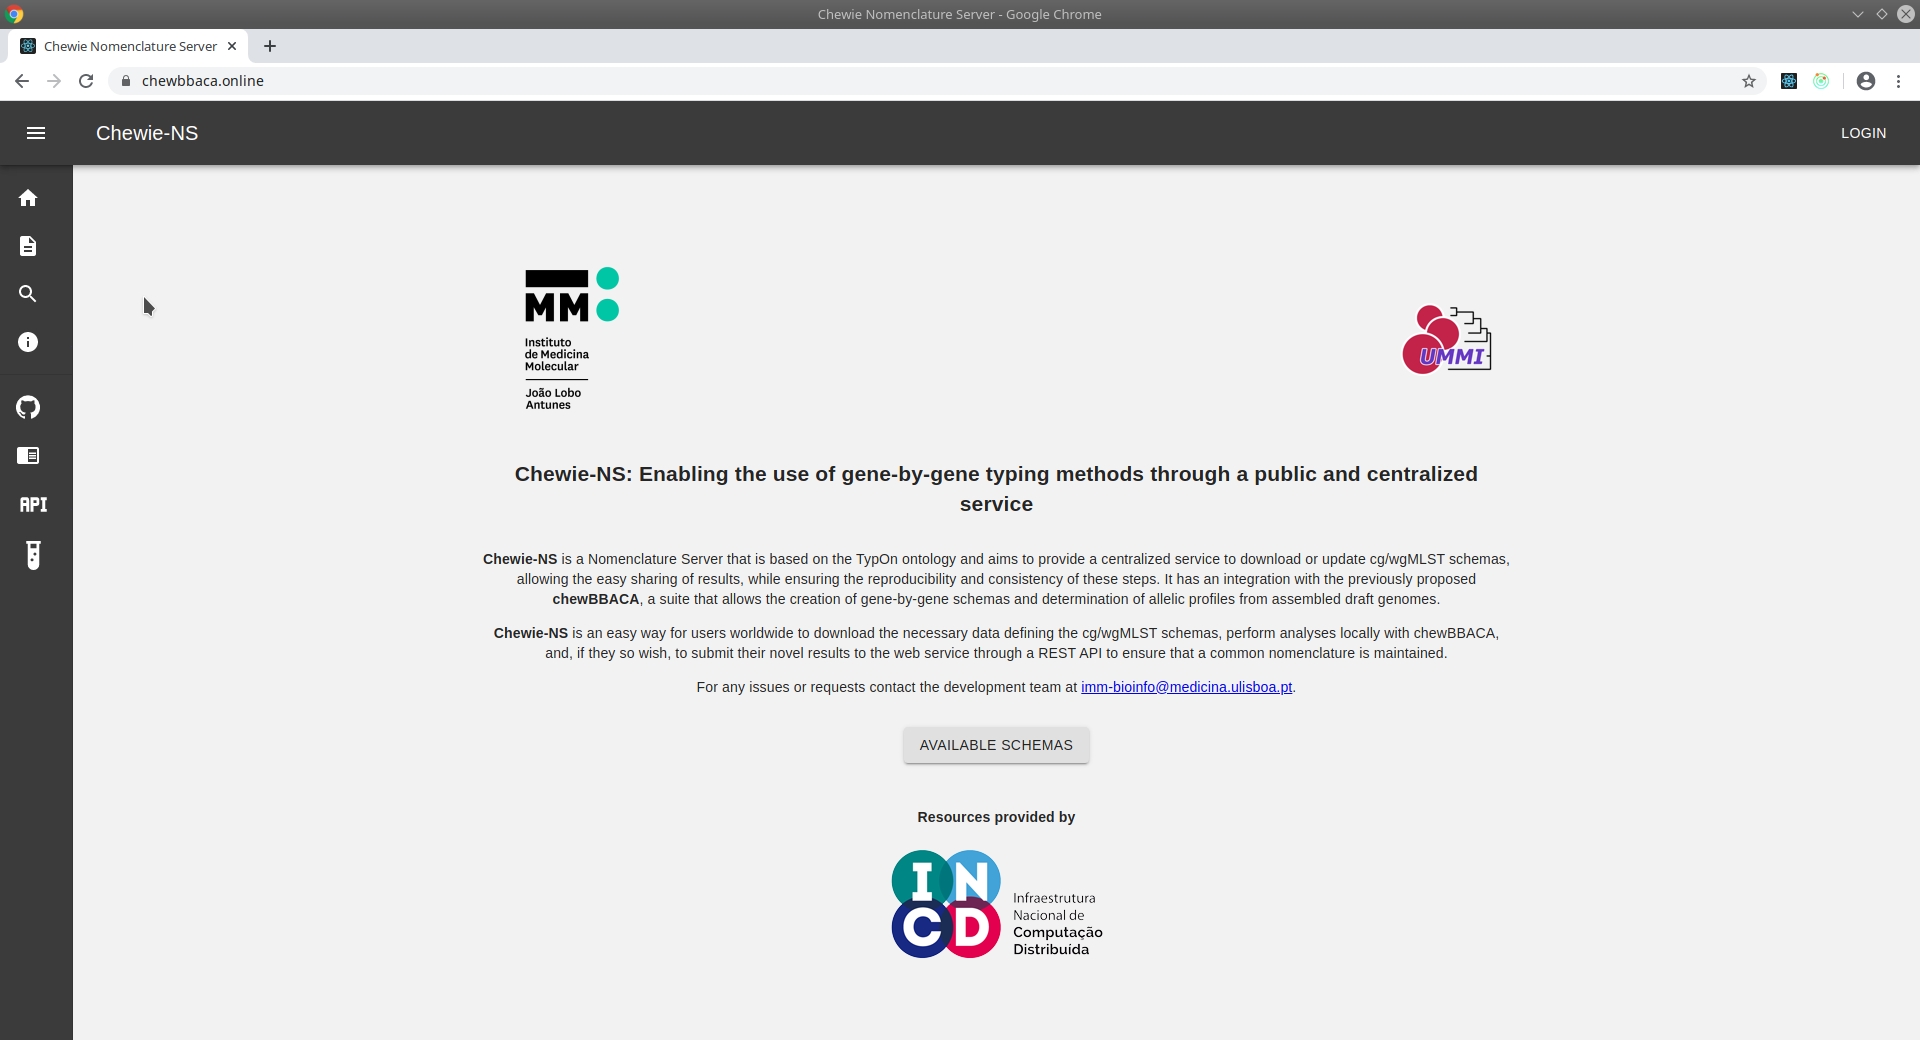 Chewie Nomenclature Server - Google Chrome
Chewie Nomenclature Server
chewbbaca.online
Chewie-NS
LOGIN
MM
Instituto
de Medicina
Molecular
João Lobo
Antunes
UMMI
API
Chewie-NS: Enabling the use of gene-by-gene typing methods through a public and centralized
service
Chewie-NS is a Nomenclature Server that is based on the TypOn ontology and aims to provide a centralized service to download or update cg/wgMLST schemas,
allowing the easy sharing of results, while ensuring the reproducibility and consistency of these steps. It has an integration with the previously proposed
chewBBACA, a suite that allows the creation of gene-by-gene schemas and determination of allelic profiles from assembled draft genomes.
Chewie-NS is an easy way for users worldwide to download the necessary data defining the cg/wgMLST schemas, perform analyses locally with chewBBACA,
and, if they so wish, to submit their novel results to the web service through a REST API to ensure that a common nomenclature is maintained.
For any issues or requests contact the development team at imm-bioinfo@medicina.ulisboa.pt.
AVAILABLE SCHEMAS
Resources provided by
IN
CD
Infraestrutura
Nacional de
Computação
Distribuída